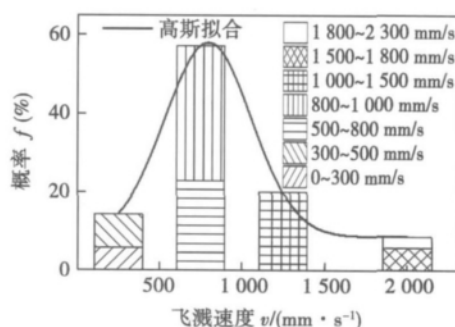 60
40
20
0
概率 f (%)
高斯拟合
1 800~2 300 mm/s
1 500~1 800 mm/s
1 000~1 500 mm/s
800~1 000 mm/s
500~800 mm/s
300~500 mm/s
0~300 mm/s
500 1 000 1 500 2 000
飞溅速度 v/(mm · s⁻¹)